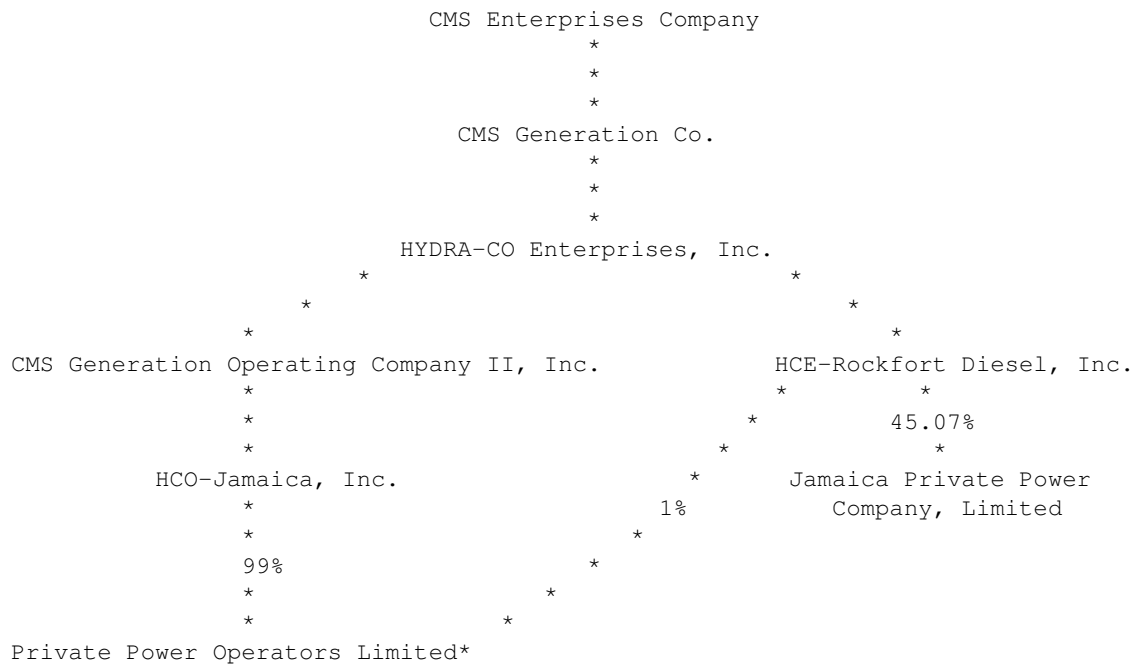 CMS Enterprises Company
*
*
*
CMS Generation Co.
*
*
*
HYDRA-CO Enterprises, Inc.
* *
* *
* *
CMS Generation Operating Company II, Inc. HCE-Rockfort Diesel, Inc.
* * *
* * 45.07%
* * *
HCO-Jamaica, Inc. * Jamaica Private Power
* 1% Company, Limited
* *
99% *
* *
* *
Private Power Operators Limited*